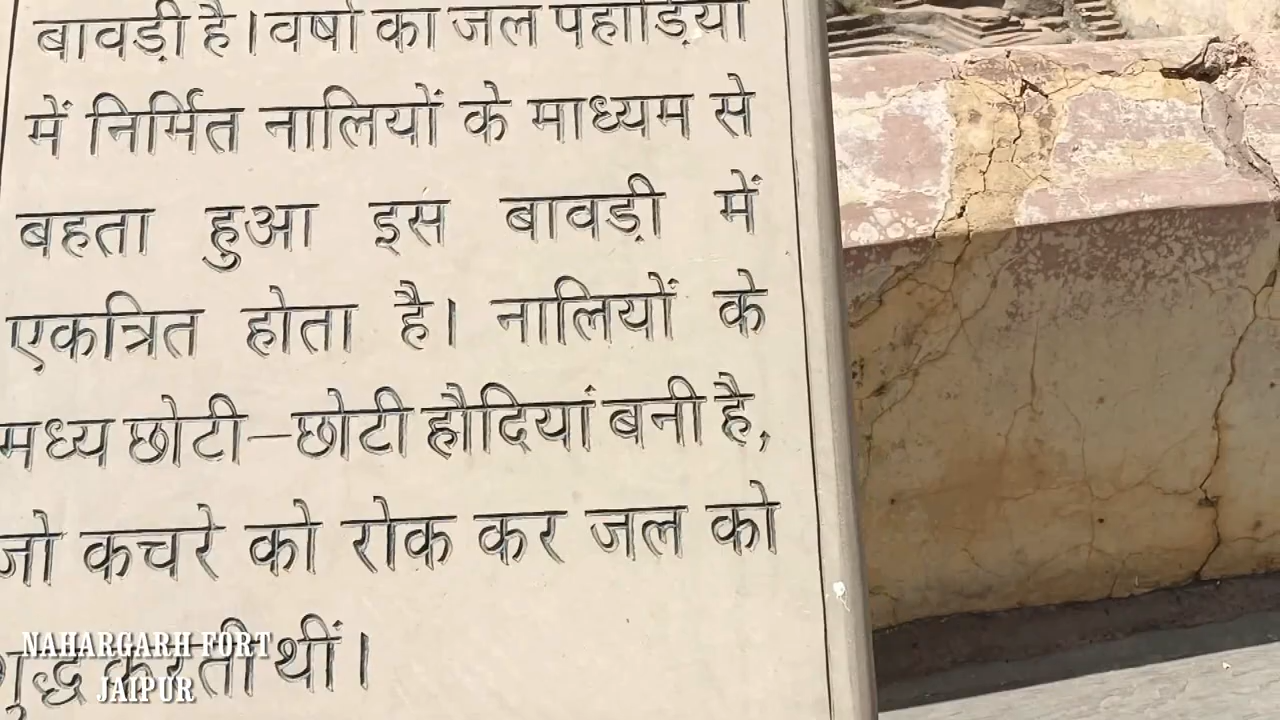 बावड़ी है। वर्षा का जल पहाड़ियों
में निर्मित नालियों के माध्यम से
बहता हुआ इस बावड़ी में
एकत्रित होता है। नालियों के
मध्य छोटी-छोटी हौदियां बनी है,
जो कचरे को रोक कर जल को
शुद्ध करती थीं।
NAHARGARH FORT
JAIPUR